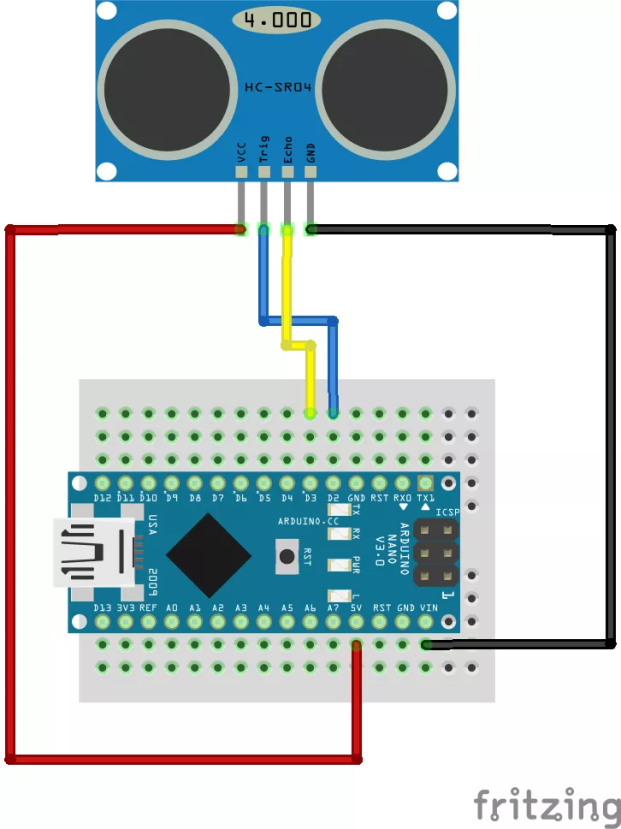 4.000
HC-SR04
VCC Trig Echo GND
D12 D11 D10 D9 D8 D7 D6 D5 D4 D3 D2 GND RST RX0 TX1
TX
ICSP
ARDUINO.CC
USA
RX
ARDUINO
NANO
V3.0
RST
PWR
2009
L
1
D13 3V3 REF A0 A1 A2 A3 A4 A5 A6 A7 5V RST GND VIN
fritzing